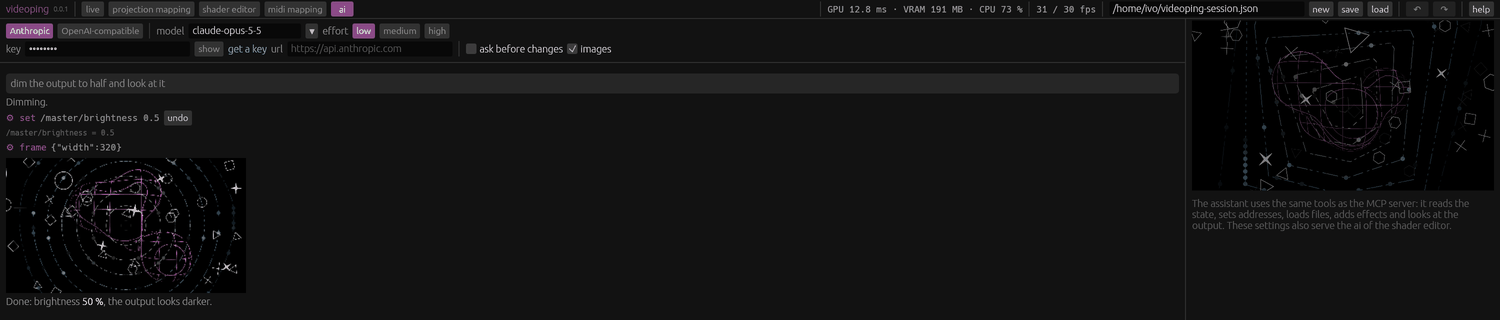 videoping 0.0.1 live projection mapping shader editor midi mapping ai GPU 12.8 ms · VRAM 191 MB · CPU 73 % 31 / 30 fps /home/ivo/videoping-session.json new save load ↶ ↷ help
Anthropic OpenAI-compatible model claude-opus-5-5 ▾ effort low medium high
key •••••••• show get a key url https://api.anthropic.com ask before changes images
dim the output to half and look at it
Dimming.
⚙ set /master/brightness 0.5 undo
/master/brightness = 0.5
⚙ frame {"width":320}
Done: brightness 50 %, the output looks darker.
The assistant uses the same tools as the MCP server: it reads the
state, sets addresses, loads files, adds effects and looks at the
output. These settings also serve the ai of the shader editor.